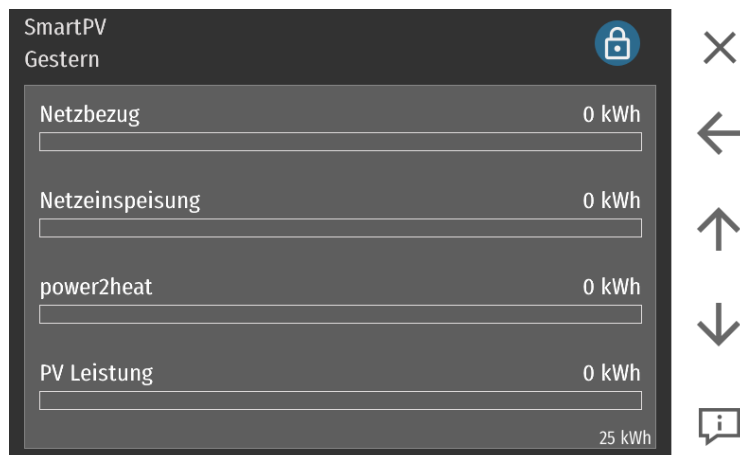 SmartPV
Gestern
Netzbezug 0 kWh
Netzeinspeisung 0 kWh
power2heat 0 kWh
PV Leistung 0 kWh
25 kWh